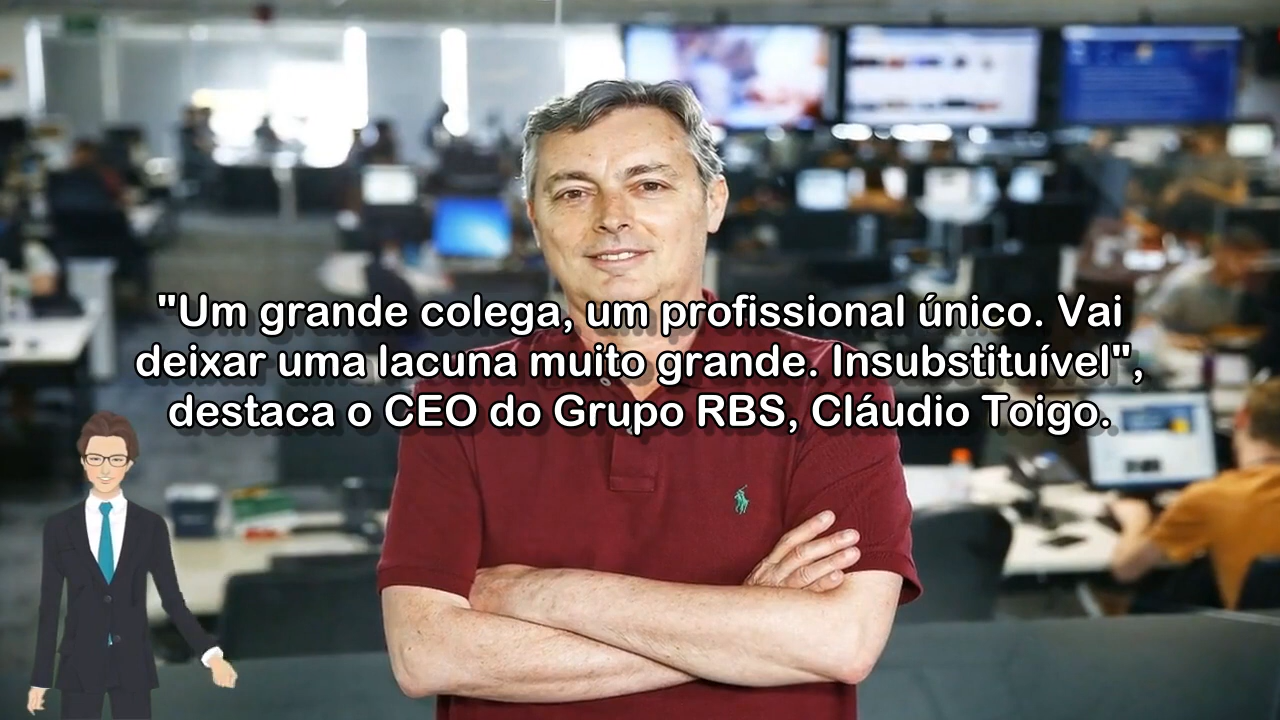 "Um grande colega, um profissional único. Vai
deixar uma lacuna muito grande. Insubstituível",
destaca o CEO do Grupo RBS, Cláudio Toigo.